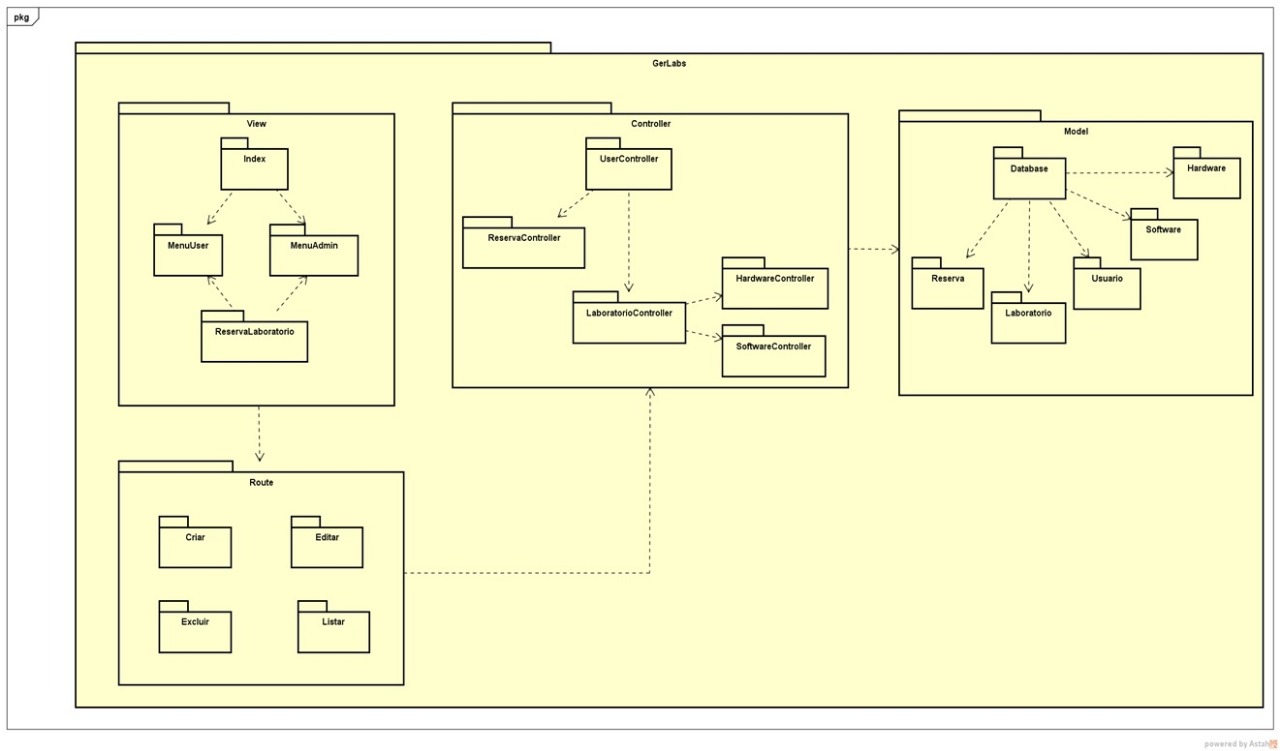 pkg
GerLabs
View
Index
MenuUser
MenuAdmin
ReservaLaboratorio
Controller
UserController
ReservaController
LaboratorioController
HardwareController
SoftwareController
Model
Database
Hardware
Software
Reserva
Laboratorio
Usuario
Route
Criar
Editar
Excluir
Listar
powered by Astah